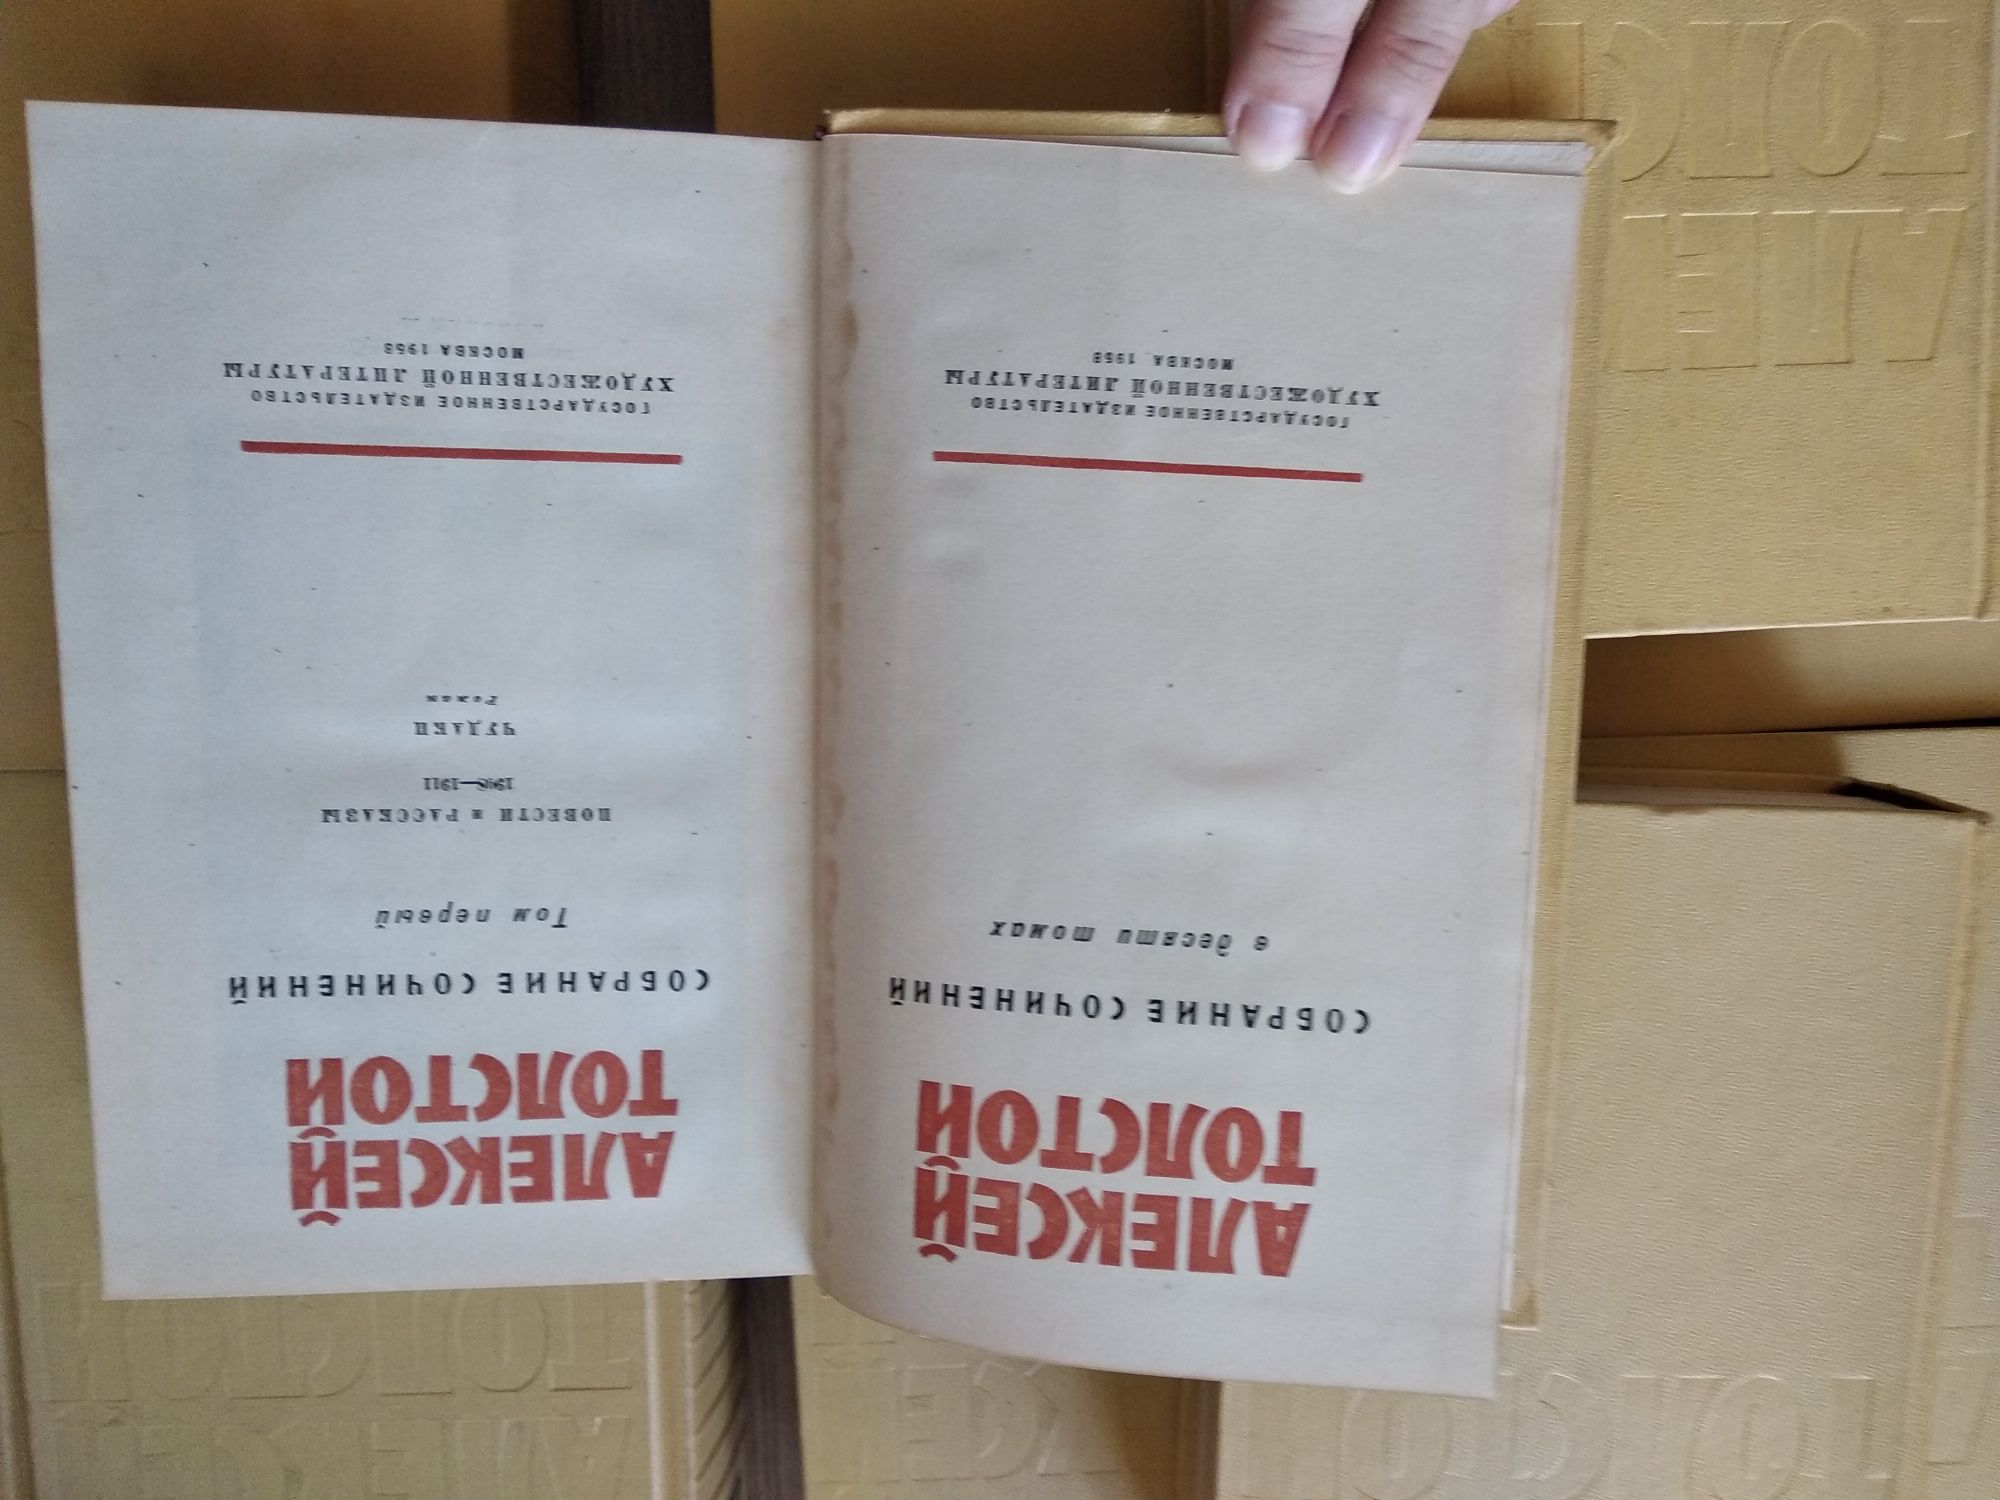 АЛЕКСЕЙ
ТОЛСТОЙ
СОБРАНИЕ СОЧИНЕНИЙ
в десяти томах
ГОСУДАРСТВЕННОЕ ИЗДАТЕЛЬСТВО
ХУДОЖЕСТВЕННОЙ ЛИТЕРАТУРЫ
МОСКВА 1958
АЛЕКСЕЙ
ТОЛСТОЙ
СОБРАНИЕ СОЧИНЕНИЙ
Том первый
ПОВЕСТИ и РАССКАЗЫ
1908—1911
ЧУДАКИ
Роман
ГОСУДАРСТВЕННОЕ ИЗДАТЕЛЬСТВО
ХУДОЖЕСТВЕННОЙ ЛИТЕРАТУРЫ
МОСКВА 1958